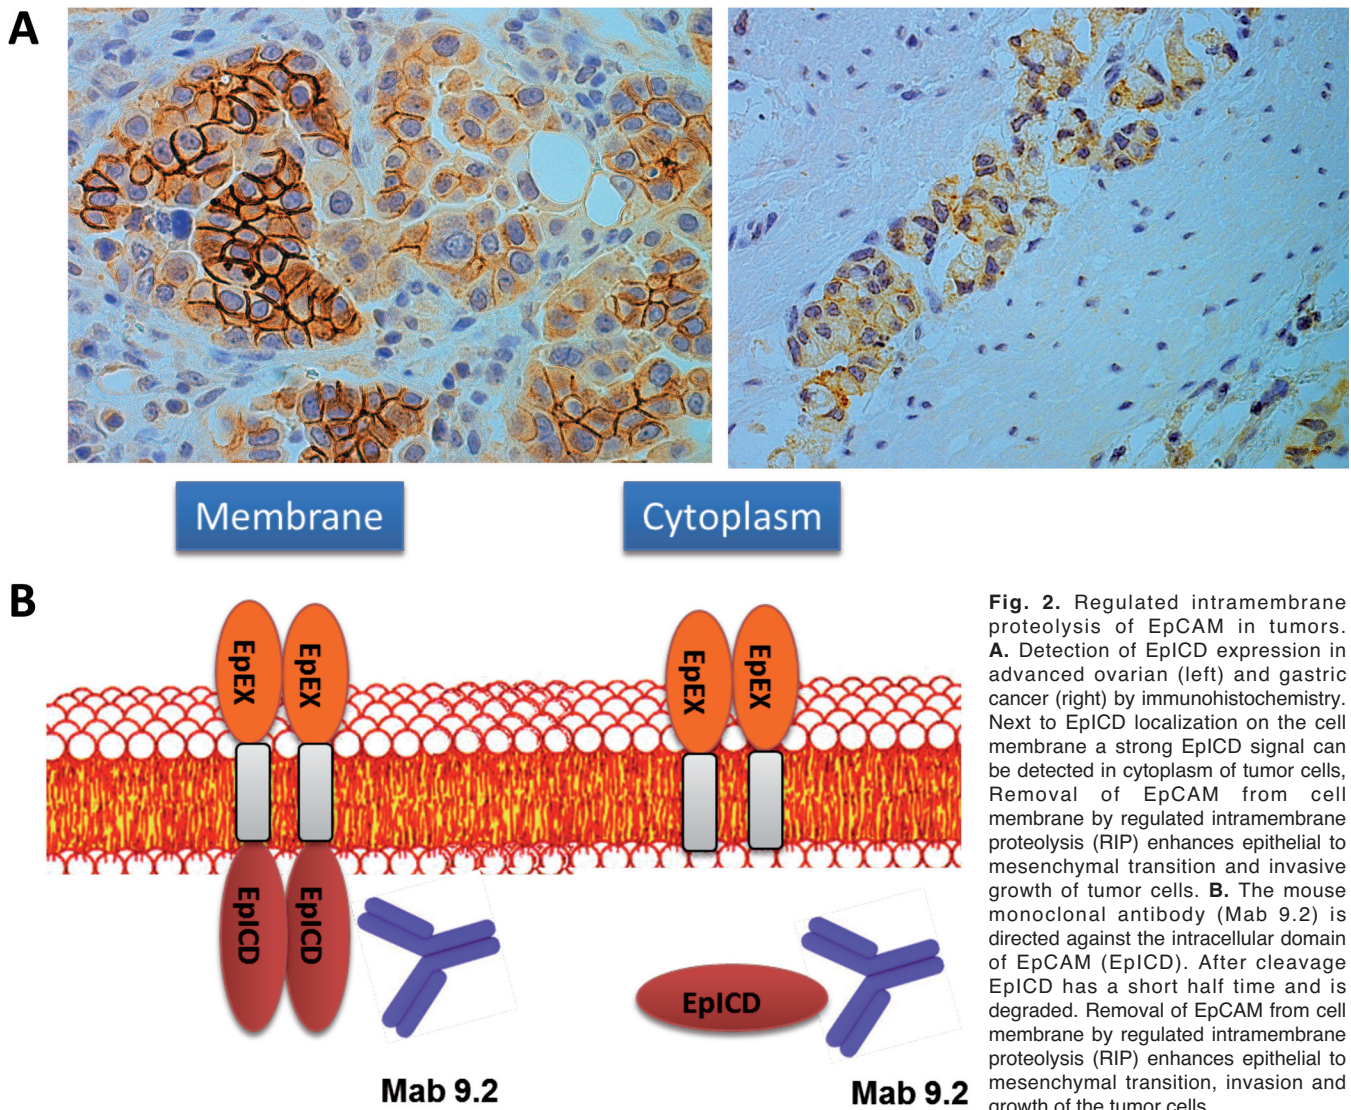 A
Membrane
Cytoplasm
B
EpEX
EpEX
EpEX
EpEX
EpICD
EpICD
EpICD
Mab 9.2
Mab 9.2
Fig. 2. Regulated intramembrane
proteolysis of EpCAM in tumors.
A. Detection of EpICD expression in
advanced ovarian (left) and gastric
cancer (right) by immunohistochemistry.
Next to EpICD localization on the cell
membrane a strong EpICD signal can
be detected in cytoplasm of tumor cells,
Removal of EpCAM from cell
membrane by regulated intramembrane
proteolysis (RIP) enhances epithelial to
mesenchymal transition and invasive
growth of tumor cells. B. The mouse
monoclonal antibody (Mab 9.2) is
directed against the intracellular domain
of EpCAM (EpICD). After cleavage
EpICD has a short half time and is
degraded. Removal of EpCAM from cell
membrane by regulated intramembrane
proteolysis (RIP) enhances epithelial to
mesenchymal transition, invasion and
growth of the tumor cells.